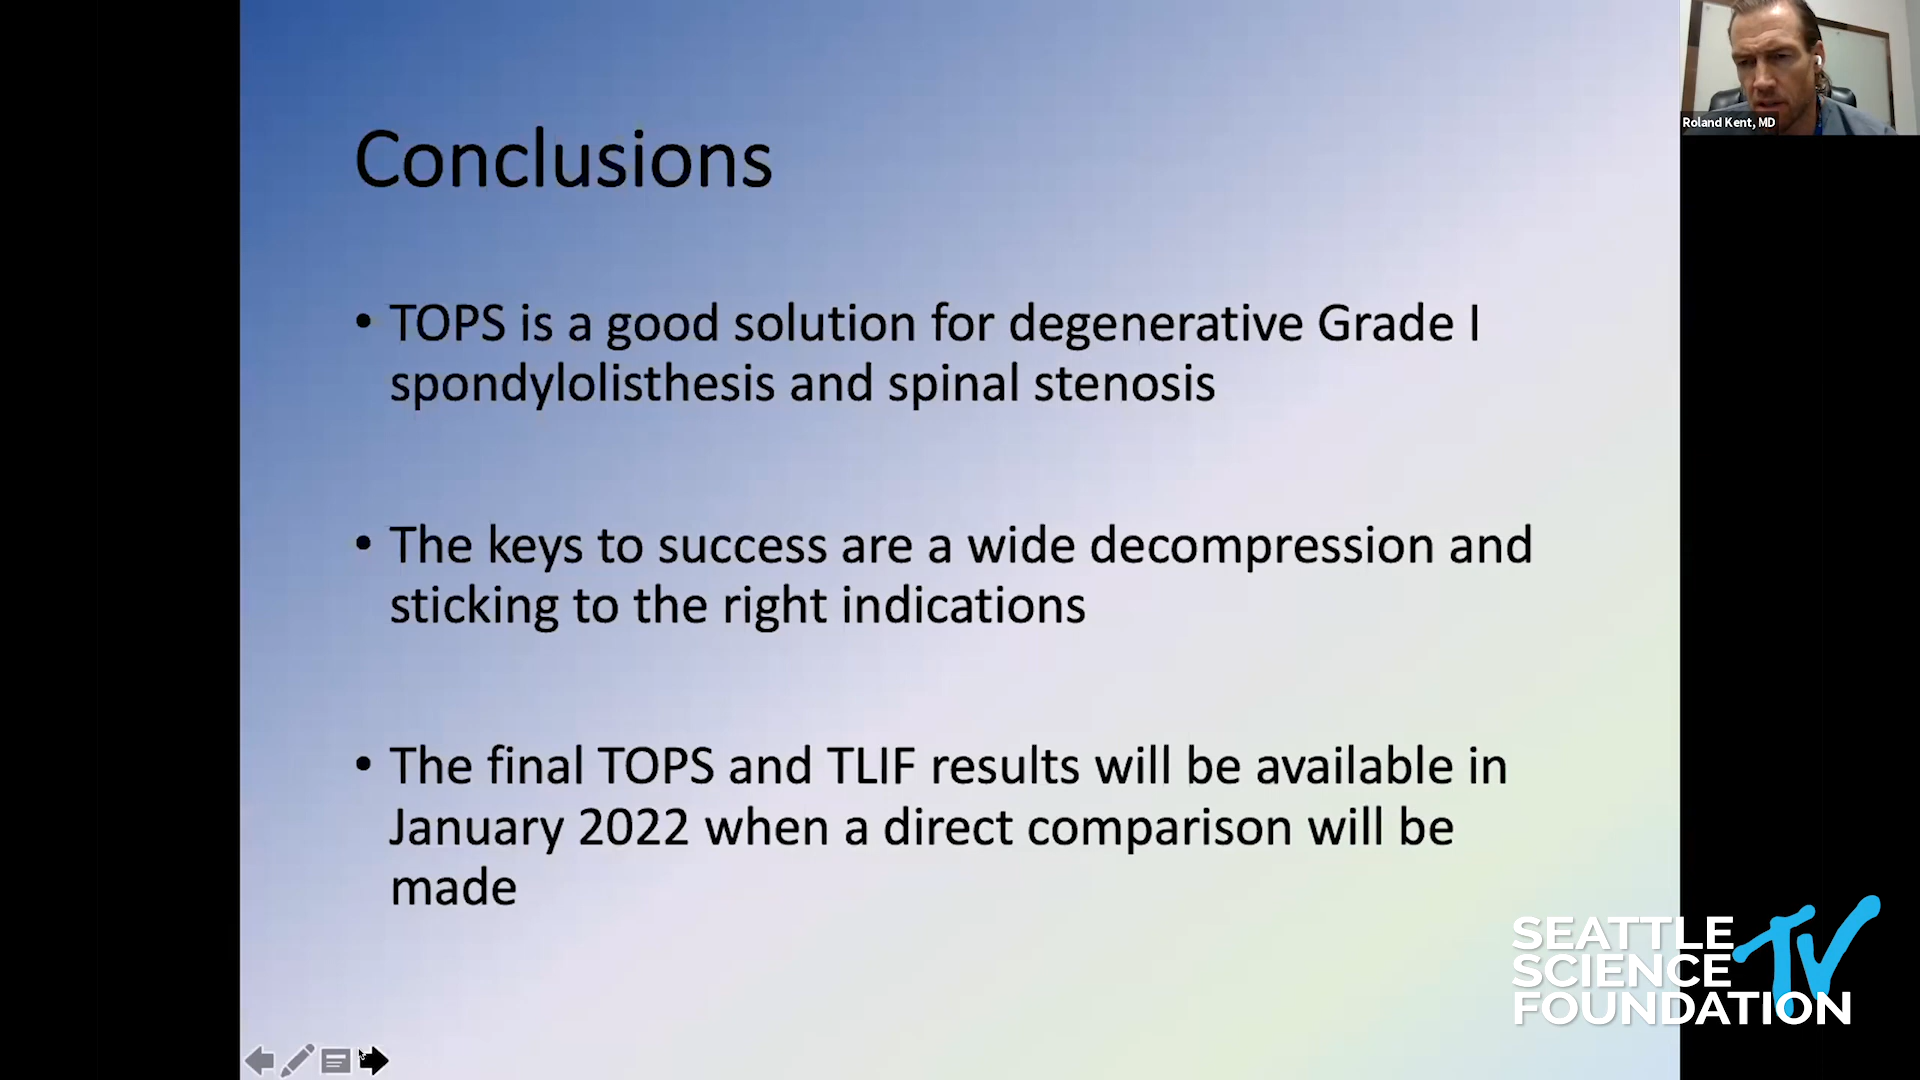 Conclusions
• TOPS is a good solution for degenerative Grade I
spondylolisthesis and spinal stenosis
• The keys to success are a wide decompression and
sticking to the right indications
• The final TOPS and TLIF results will be available in
January 2022 when a direct comparison will be
made
Roland Kent, MD
SEATTLE
SCIENCE
FOUNDATION
TV